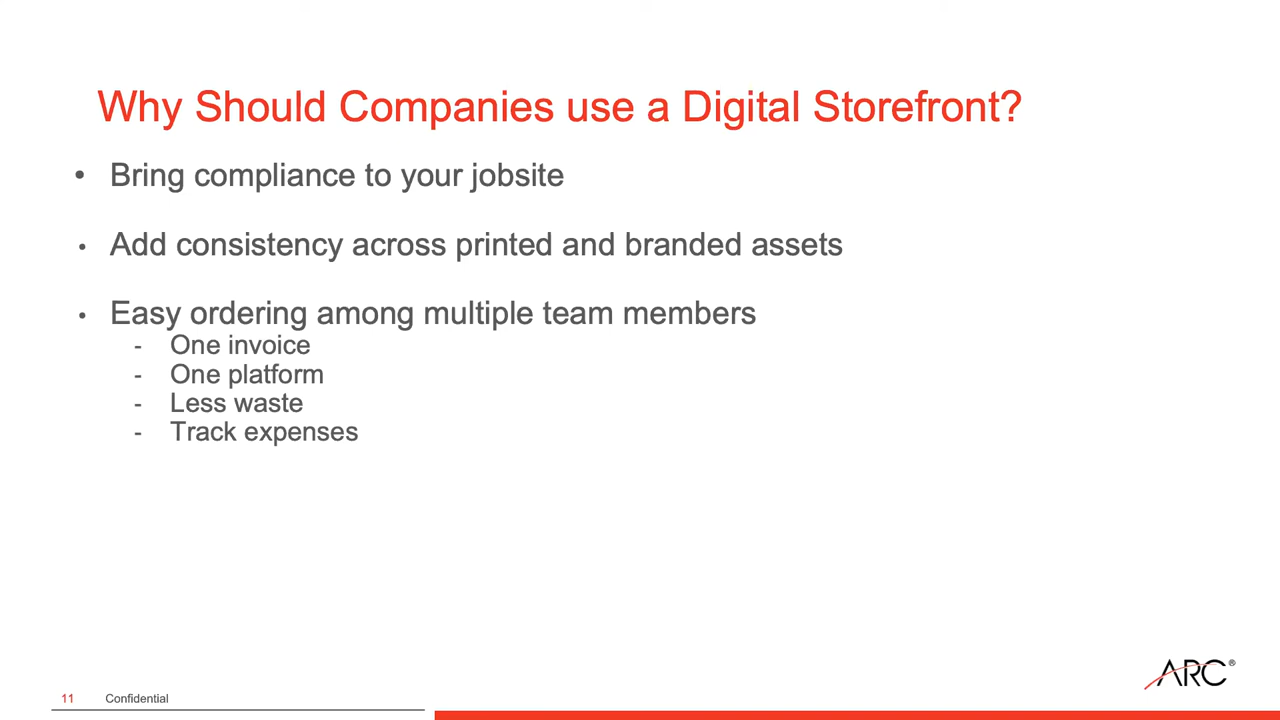 Why Should Companies use a Digital Storefront?
• Bring compliance to your jobsite
• Add consistency across printed and branded assets
• Easy ordering among multiple team members
- One invoice
- One platform
- Less waste
- Track expenses
ARC®
11 Confidential